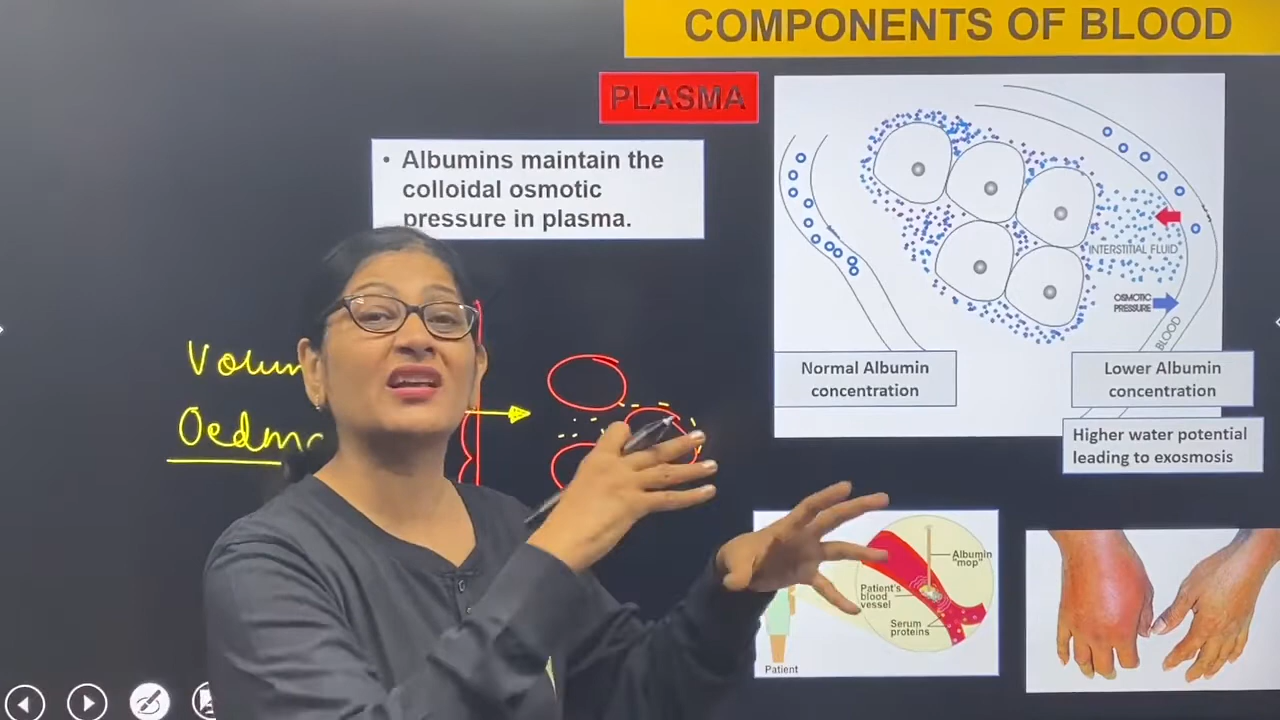 COMPONENTS OF BLOOD
PLASMA
• Albumins maintain the
colloidal osmotic
pressure in plasma.
INTERSTITIAL FLUID
OSMOTIC
PRESSURE
BLOOD
Normal Albumin
concentration
Lower Albumin
concentration
Higher water potential
leading to exosmosis
Albumin
"mop"
Patient's
blood
vessel
Serum
proteins
Patient